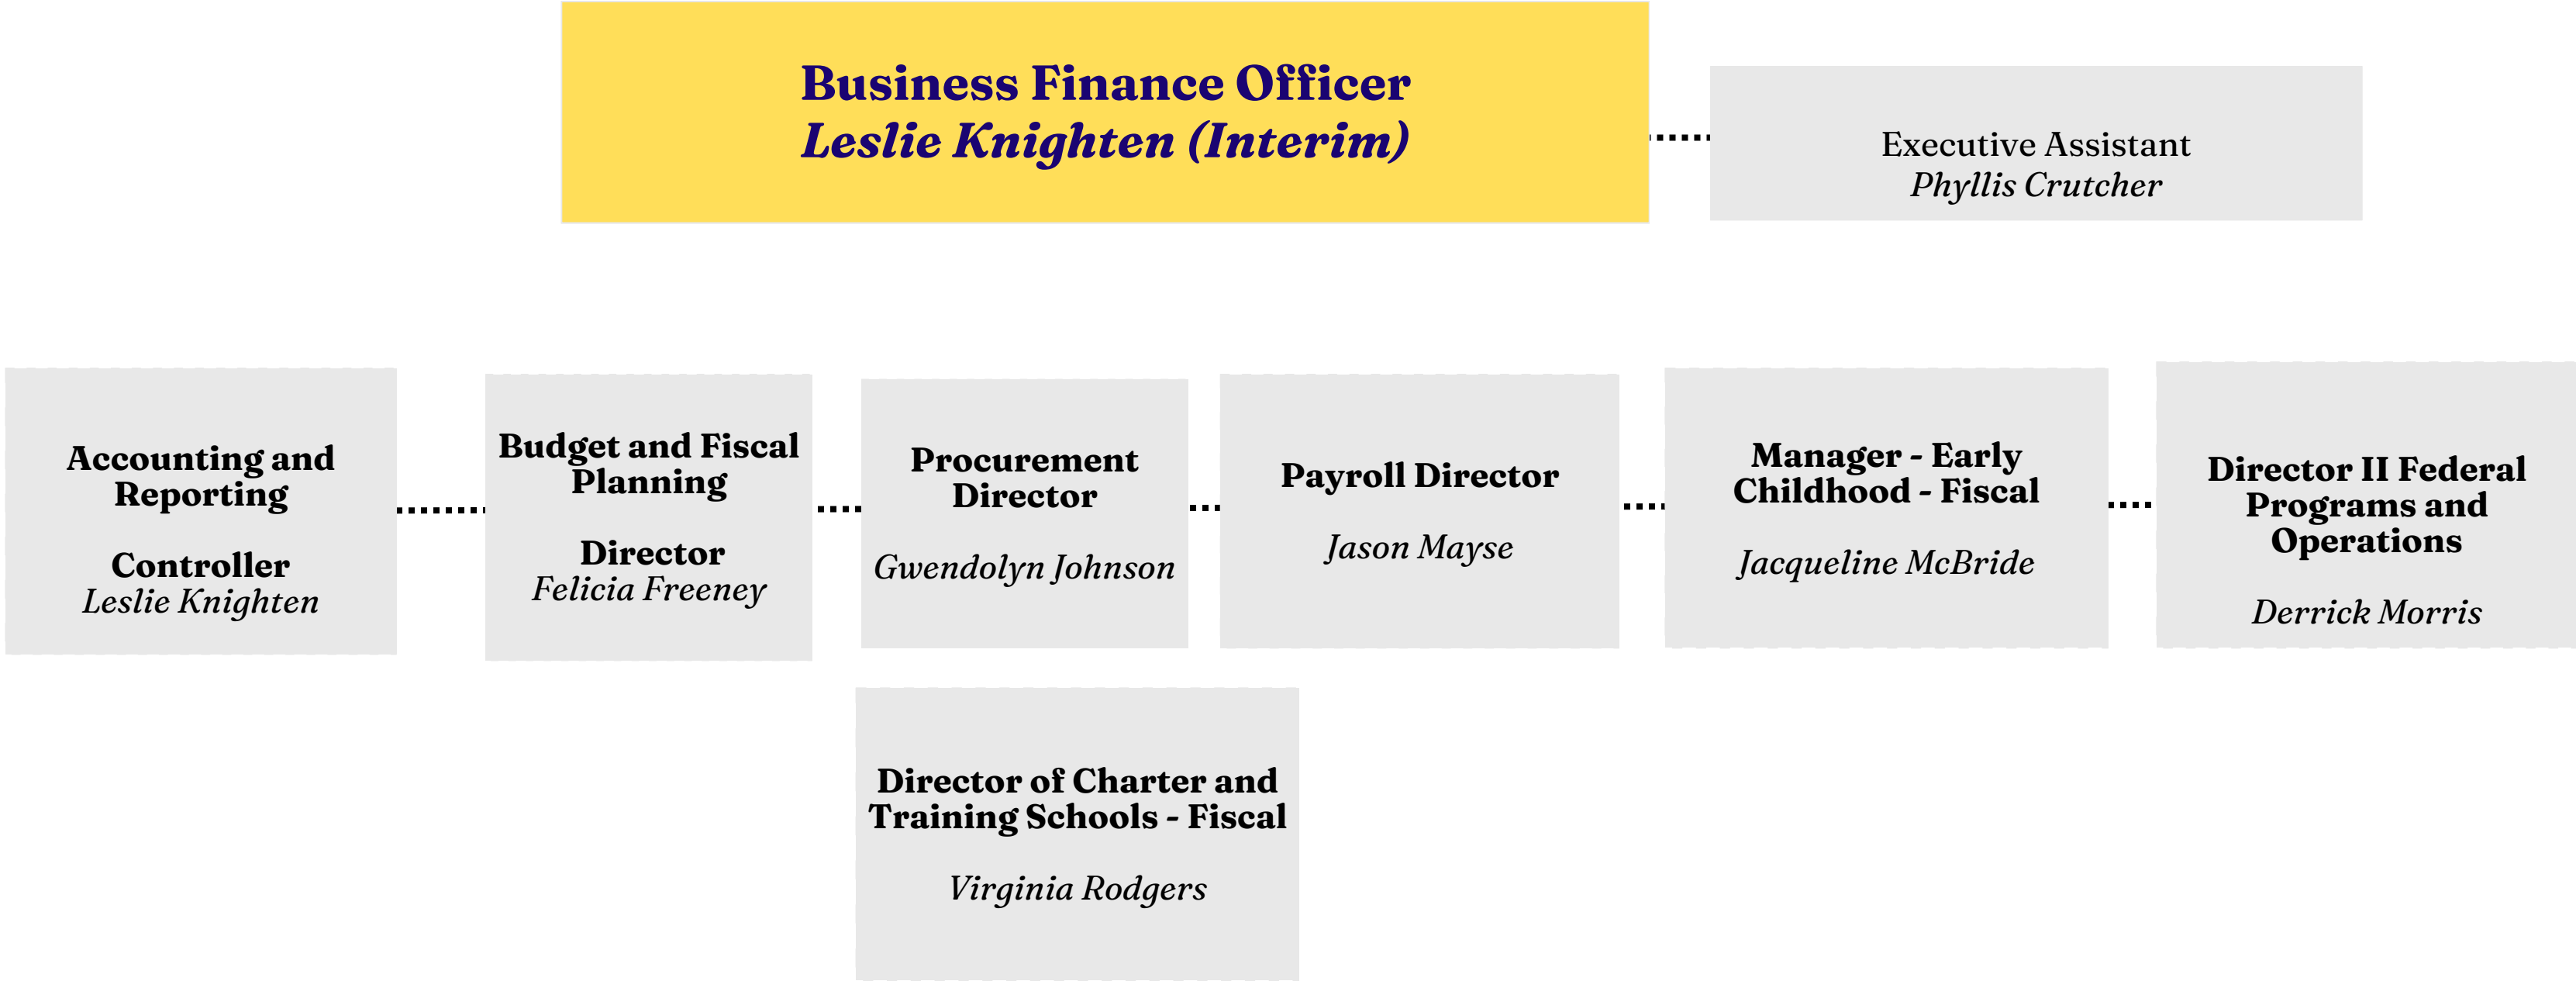 Business Finance Officer
Leslie Knighten (Interim)
Executive Assistant
Phyllis Crutcher
Accounting and
Reporting
Controller
Leslie Knighten
Budget and Fiscal
Planning
Director
Felicia Freeney
Procurement
Director
Gwendolyn Johnson
Payroll Director
Jason Mayse
Manager - Early
Childhood - Fiscal
Jacqueline McBride
Director II Federal
Programs and
Operations
Derrick Morris
Director of Charter and
Training Schools - Fiscal
Virginia Rodgers